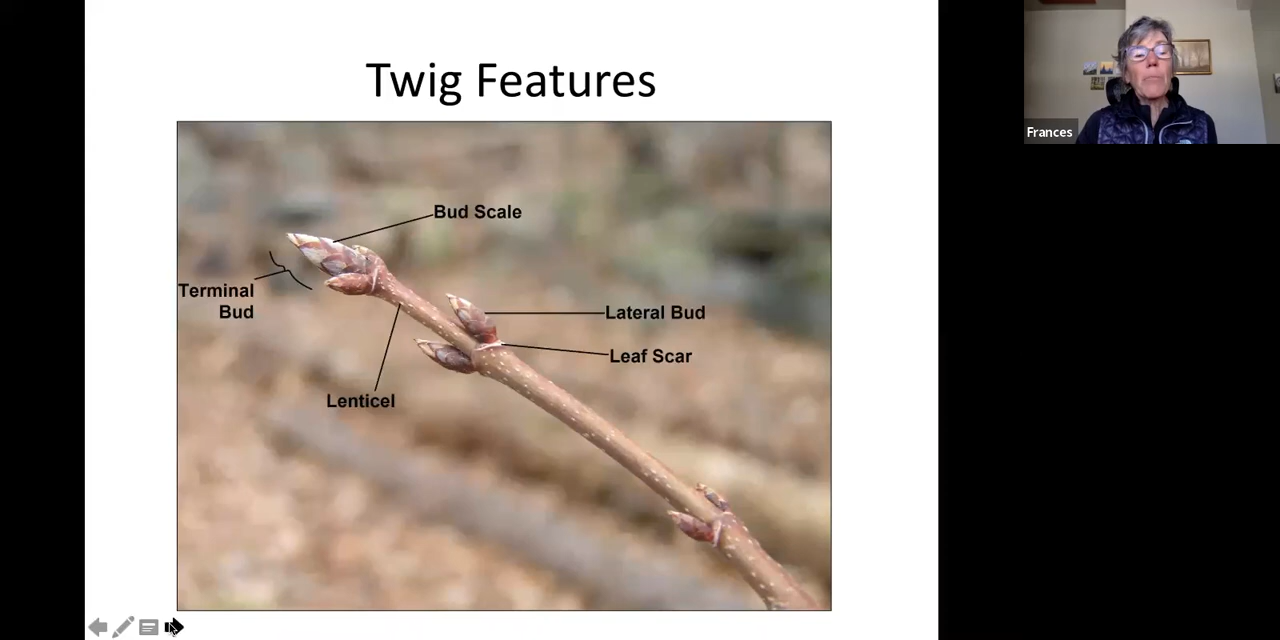 Twig Features
Bud Scale
Terminal
Bud
Lateral Bud
Leaf Scar
Lenticel
Frances